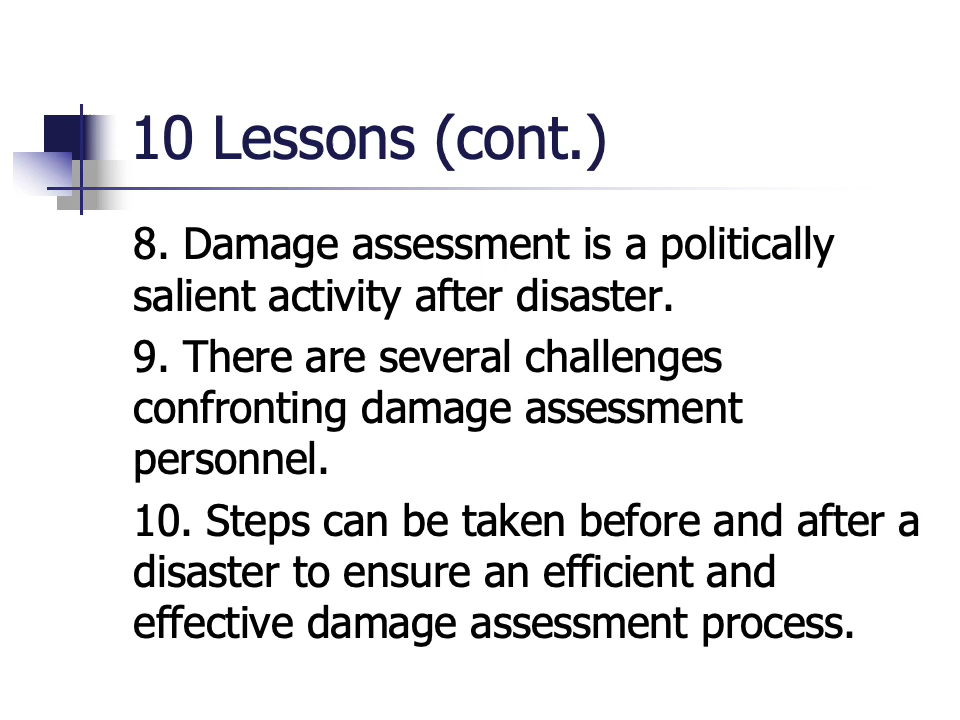 10 Lessons (cont.)
8. Damage assessment is a politically
salient activity after disaster.
9. There are several challenges
confronting damage assessment
personnel.
10. Steps can be taken before and after a
disaster to ensure an efficient and
effective damage assessment process.